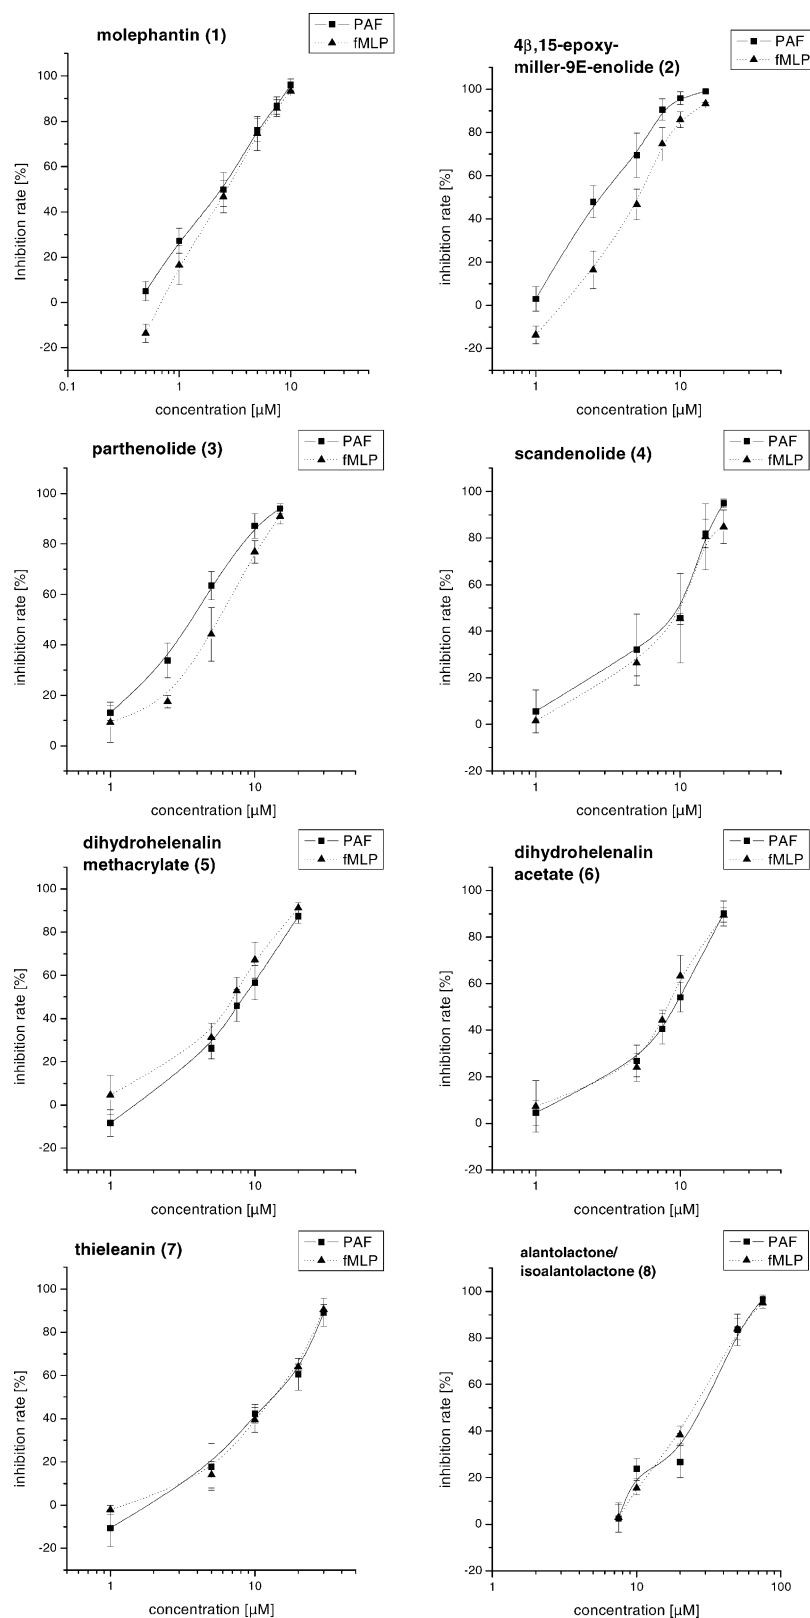 molephantin (1)
PAF
fMLP
100
80
60
40
20
0
-20
0.1
1
10
Inhibition rate [%]
concentration [µM]
4β,15-epoxy-
miller-9E-enolide (2)
PAF
fMLP
100
80
60
40
20
0
-20
1
10
inhibition rate [%]
concentration [µM]
parthenolide (3)
PAF
fMLP
100
80
60
40
20
0
1
10
inhibition rate [%]
concentration [µM]
scandenolide (4)
PAF
fMLP
100
80
60
40
20
0
-20
1
10
inhibition rate [%]
concentration [µM]
dihydrohelenalin
methacrylate (5)
PAF
fMLP
100
80
60
40
20
0
-20
1
10
inhibition rate [%]
concentration [µM]
dihydrohelenalin
acetate (6)
PAF
fMLP
100
80
60
40
20
0
-20
1
10
inhibition rate [%]
concentration [µM]
thieleanin (7)
PAF
fMLP
100
80
60
40
20
0
-20
1
10
inhibition rate [%]
concentration [µM]
alantolactone/
isoalantolactone (8)
PAF
fMLP
100
80
60
40
20
0
-20
1
10
100
inhibition rate [%]
concentration [µM]